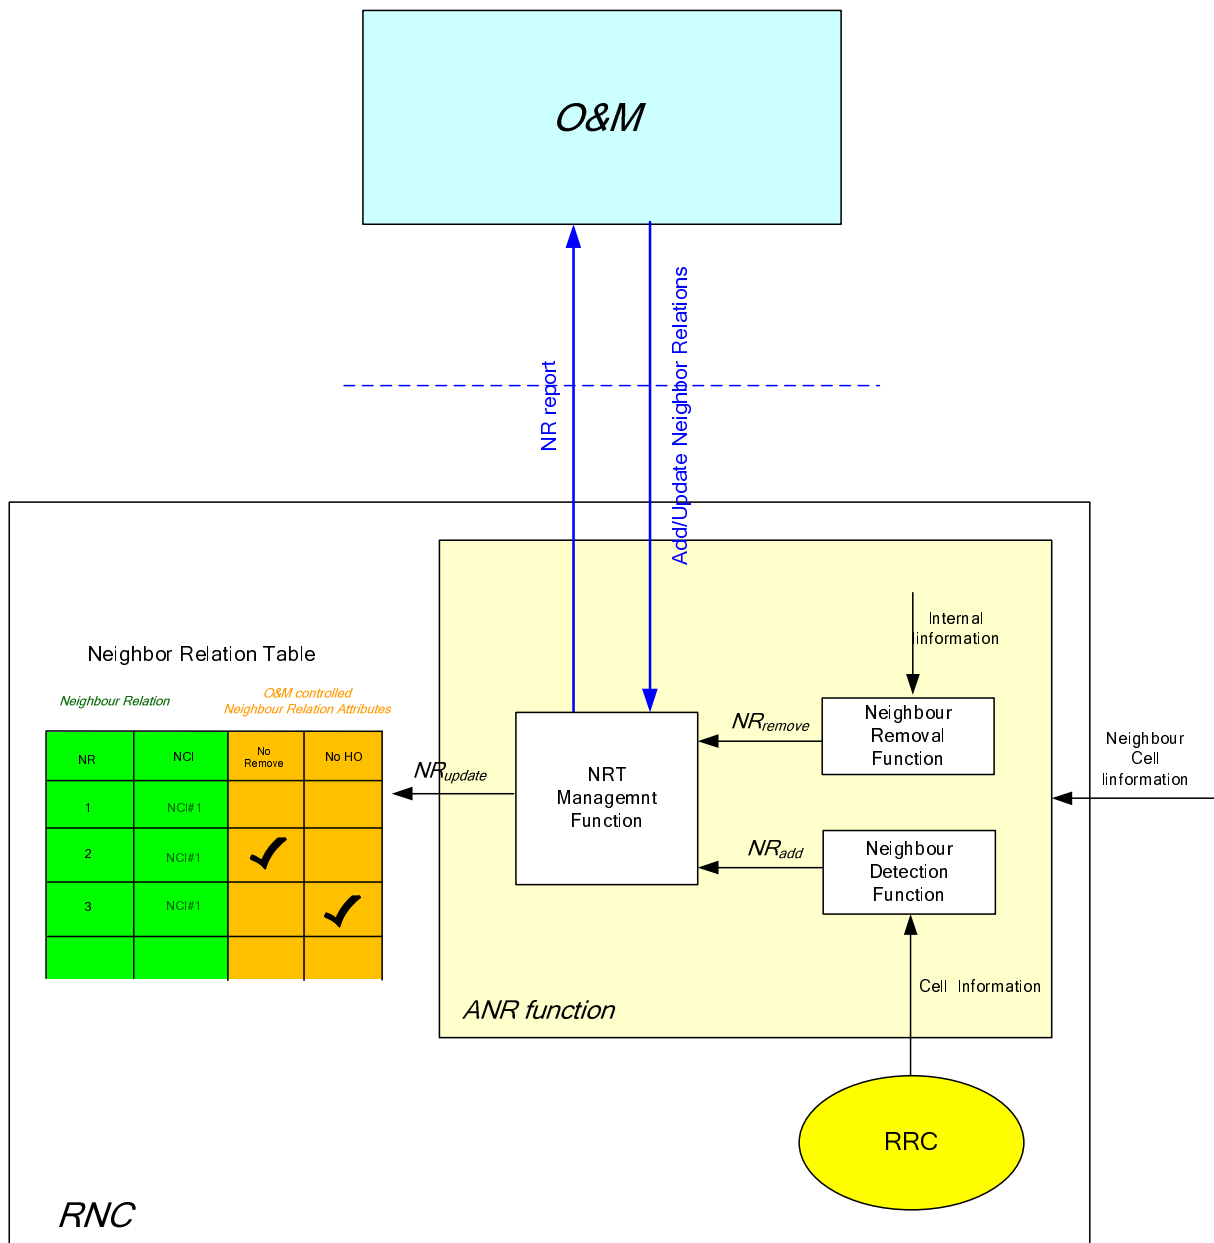 O&M
NR report
Add/Update Neighbor Relations
Neighbor Relation Table
Neighbour Relation
O&M controlled
Neighbour Relation Attributes
NR
NCI
No
Remove
No HO
1
NCI#1
2
NCI#1
3
NCI#1
NRupdate
NRT
Managemnt
Function
NRremove
NRadd
Internal
Iinformation
Neighbour
Removal
Function
Neighbour
Detection
Function
Neighbour
Cell
Iinformation
Cell Information
ANR function
RRC
RNC